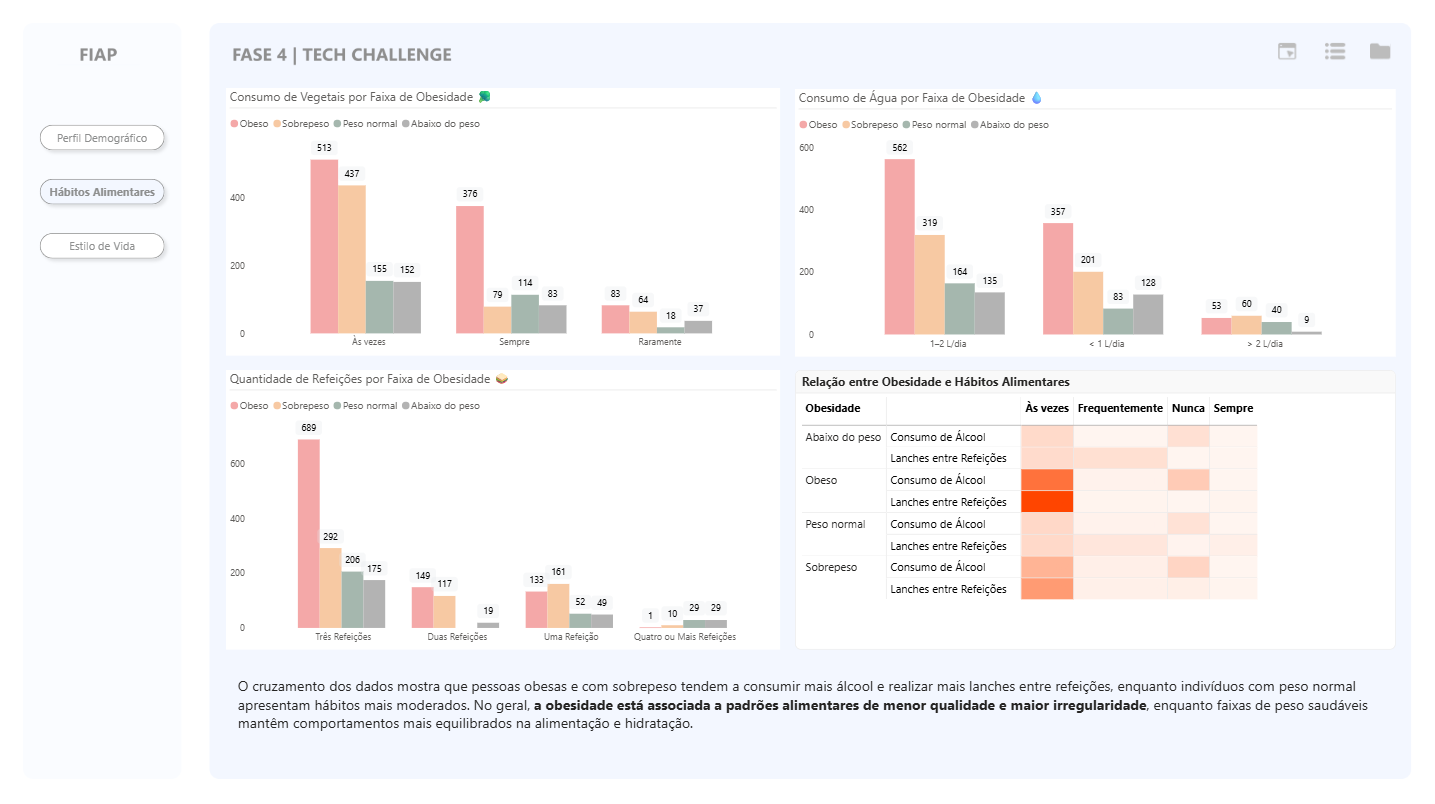 FIAP
Perfil Demográfico
Hábitos Alimentares
Estilo de Vida
FASE 4 | TECH CHALLENGE
Consumo de Vegetais por Faixa de Obesidade
Obeso Sobrepeso Peso normal Abaixo do peso
400
200
0
513 437 155 152
376 79 114 83
83 64 18 37
Às vezes Sempre Raramente
Consumo de Água por Faixa de Obesidade
Obeso Sobrepeso Peso normal Abaixo do peso
600
400
200
0
562 319 164 135
357 201 83 128
53 60 40 9
1–2 L/dia < 1 L/dia > 2 L/dia
Quantidade de Refeições por Faixa de Obesidade
Obeso Sobrepeso Peso normal Abaixo do peso
600
400
200
0
689 292 206 175
149 117 19
133 161 52 49
1 10 29 29
Três Refeições Duas Refeições Uma Refeição Quatro ou Mais Refeições
Relação entre Obesidade e Hábitos Alimentares
Obesidade Às vezes Frequentemente Nunca Sempre
Abaixo do peso Consumo de Álcool
Lanches entre Refeições
Obeso Consumo de Álcool
Lanches entre Refeições
Peso normal Consumo de Álcool
Lanches entre Refeições
Sobrepeso Consumo de Álcool
Lanches entre Refeições
O cruzamento dos dados mostra que pessoas obesas e com sobrepeso tendem a consumir mais álcool e realizar mais lanches entre refeições, enquanto indivíduos com peso normal
apresentam hábitos mais moderados. No geral, a obesidade está associada a padrões alimentares de menor qualidade e maior irregularidade, enquanto faixas de peso saudáveis
mantêm comportamentos mais equilibrados na alimentação e hidratação.